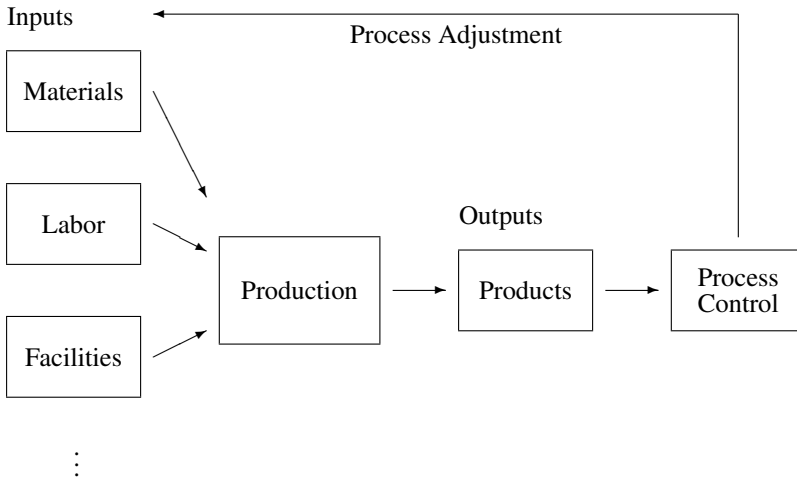 Inputs
Process Adjustment
Materials
Labor
Outputs
Production
Products
Process
Control
Facilities
⋮